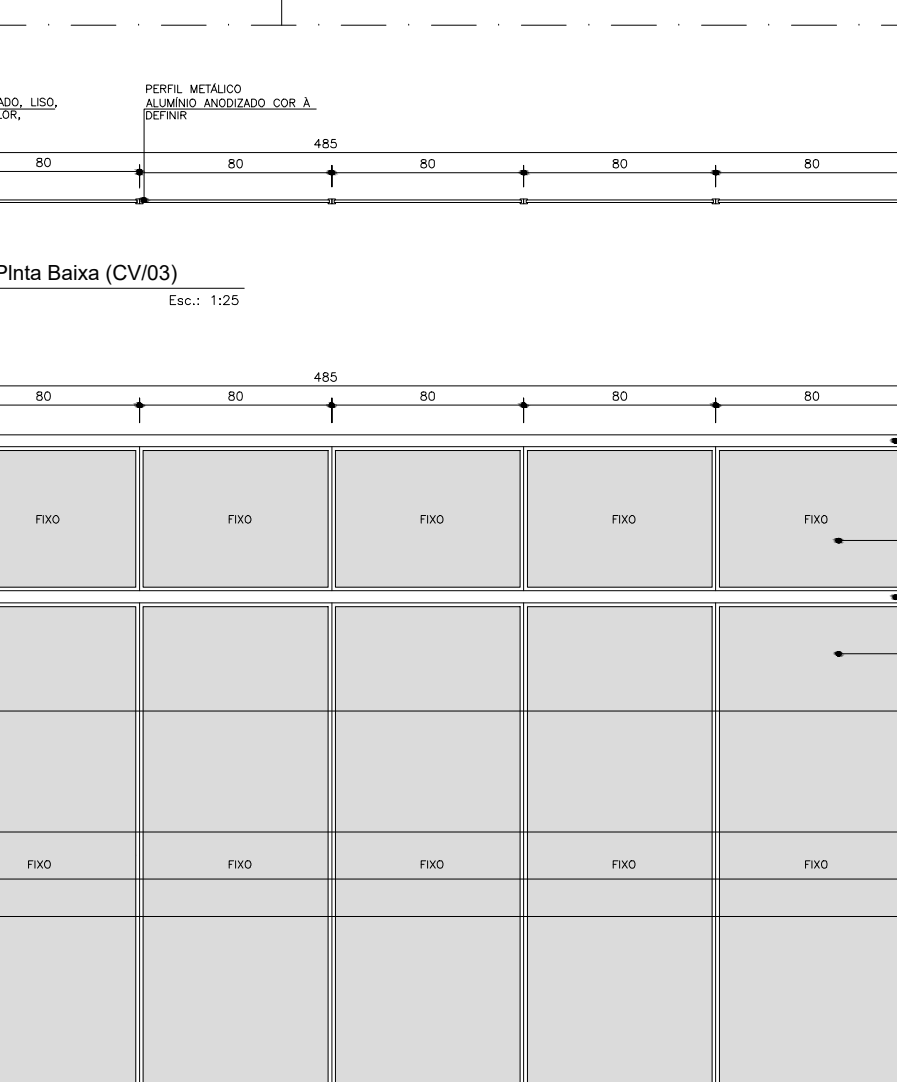 PERFIL METÁLICO
ADO, LISO,
ALUMÍNIO ANODIZADO COR À
LOR,
DEFINIR
485
80 80 80 80 80
Plnta Baixa (CV/03)
Esc.: 1:25
485
80 80 80 80 80
FIXO FIXO FIXO FIXO FIXO
FIXO FIXO FIXO FIXO FIXO